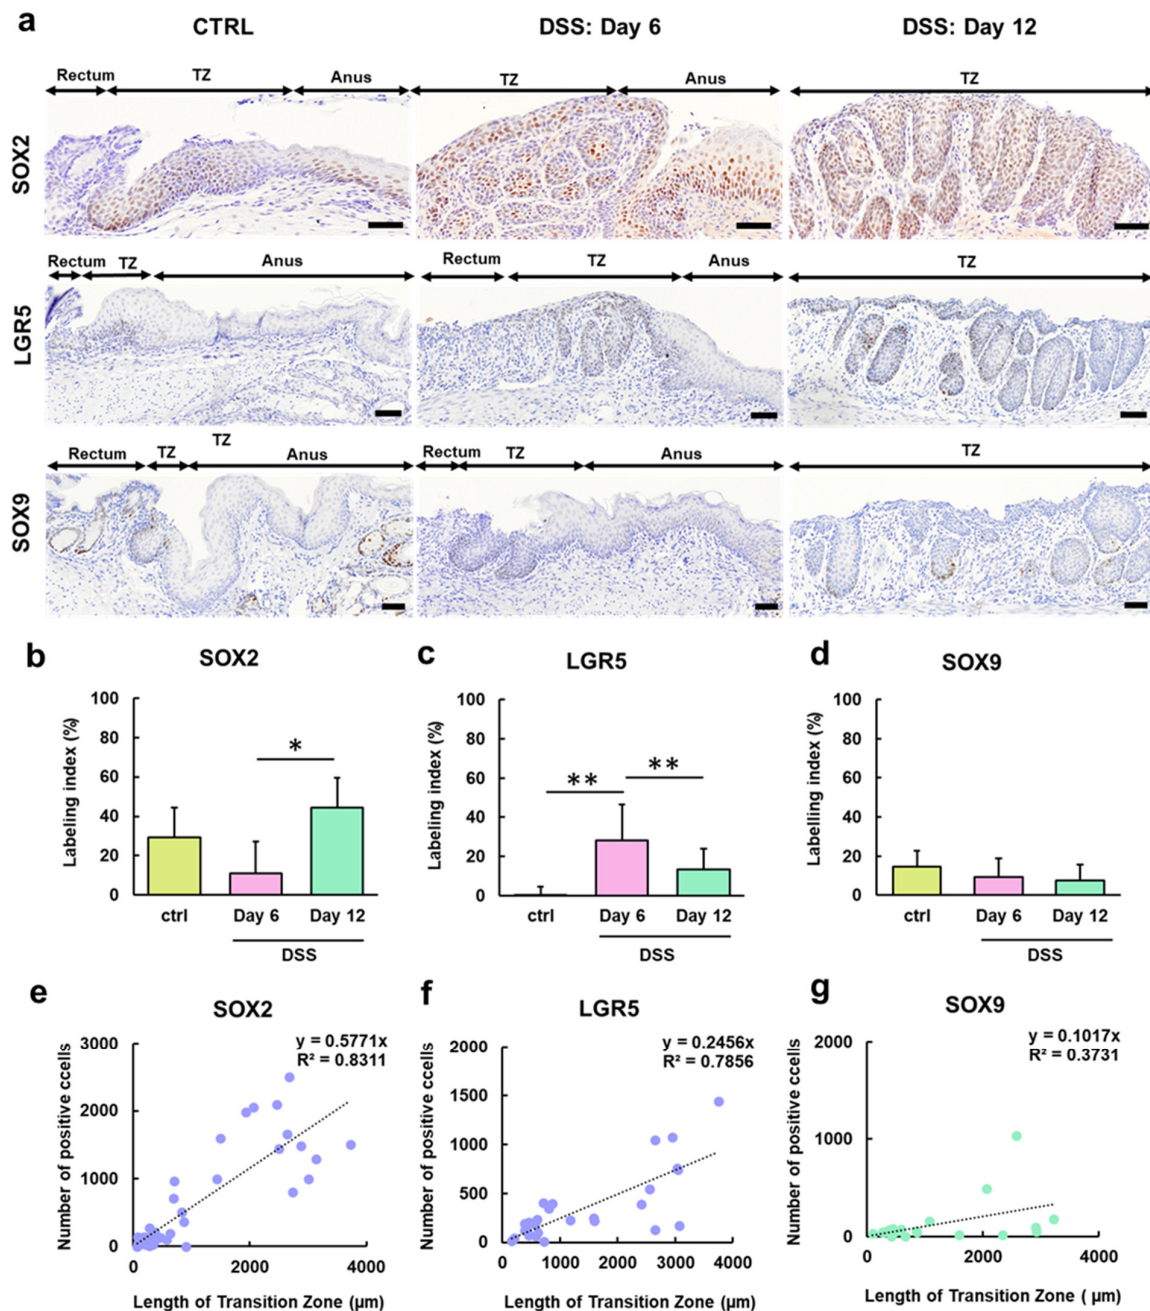 a
CTRL
DSS: Day 6
DSS: Day 12
Rectum
TZ
Anus
TZ
Anus
TZ
SOX2
Rectum
TZ
Anus
Rectum
TZ
Anus
TZ
LGR5
TZ
Rectum
TZ
Anus
Rectum
TZ
Anus
TZ
SOX9
b
SOX2
Labeling index (%)
100
80
60
40
20
0
*
ctrl
Day 6
Day 12
DSS
c
LGR5
Labeling index (%)
100
80
60
40
20
0
**
**
ctrl
Day 6
Day 12
DSS
d
SOX9
Labelling index (%)
100
80
60
40
20
0
ctrl
Day 6
Day 12
DSS
e
SOX2
y = 0.5771x
R² = 0.8311
Number of positive ccells
3000
2000
1000
0
0
2000
4000
Length of Transition Zone (µm)
f
LGR5
y = 0.2456x
R² = 0.7856
Number of positive cells
2000
1500
1000
500
0
0
1000
2000
3000
4000
Length of Transition Zone (µm)
g
SOX9
y = 0.1017x
R² = 0.3731
Number of positive cells
2000
1000
0
0
2000
4000
Length of Transition Zone ( µm)